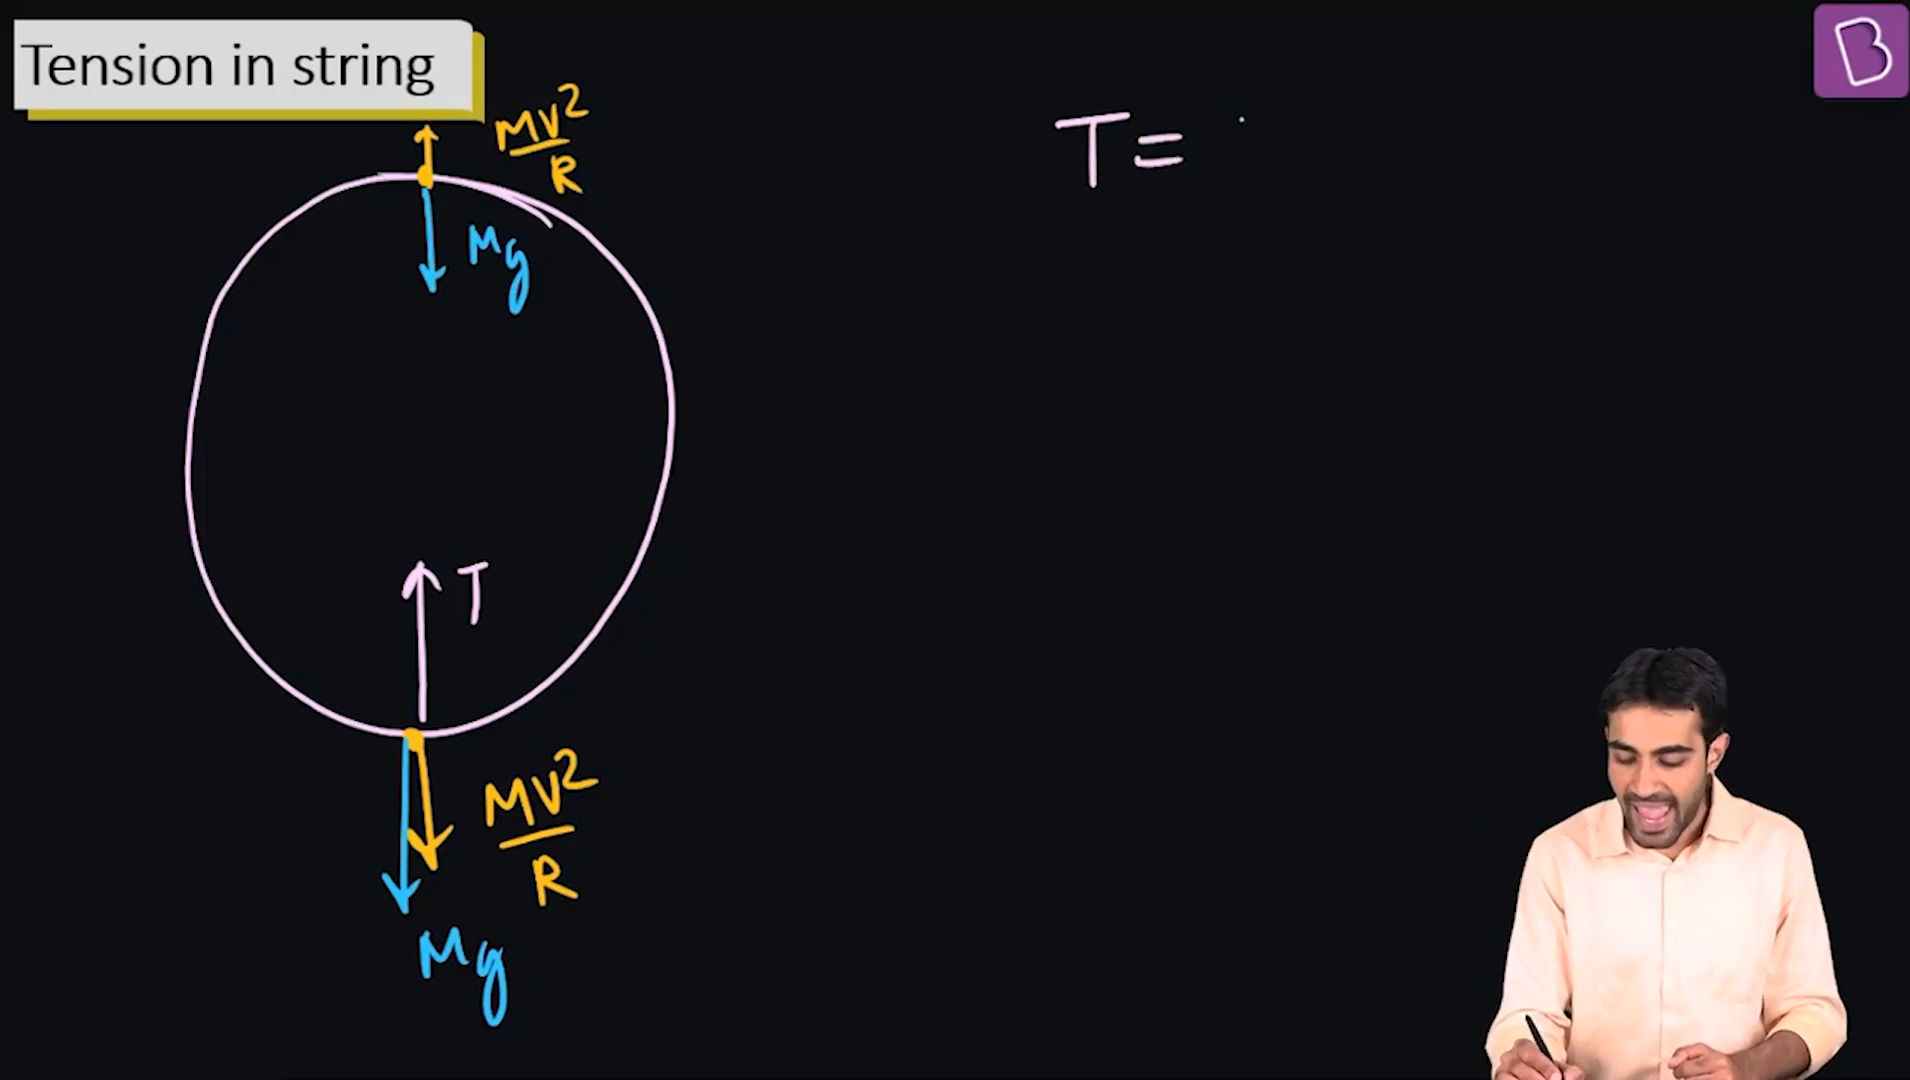 Tension in string
MV²
R
Mg
T=
T
MV²
R
Mg
B